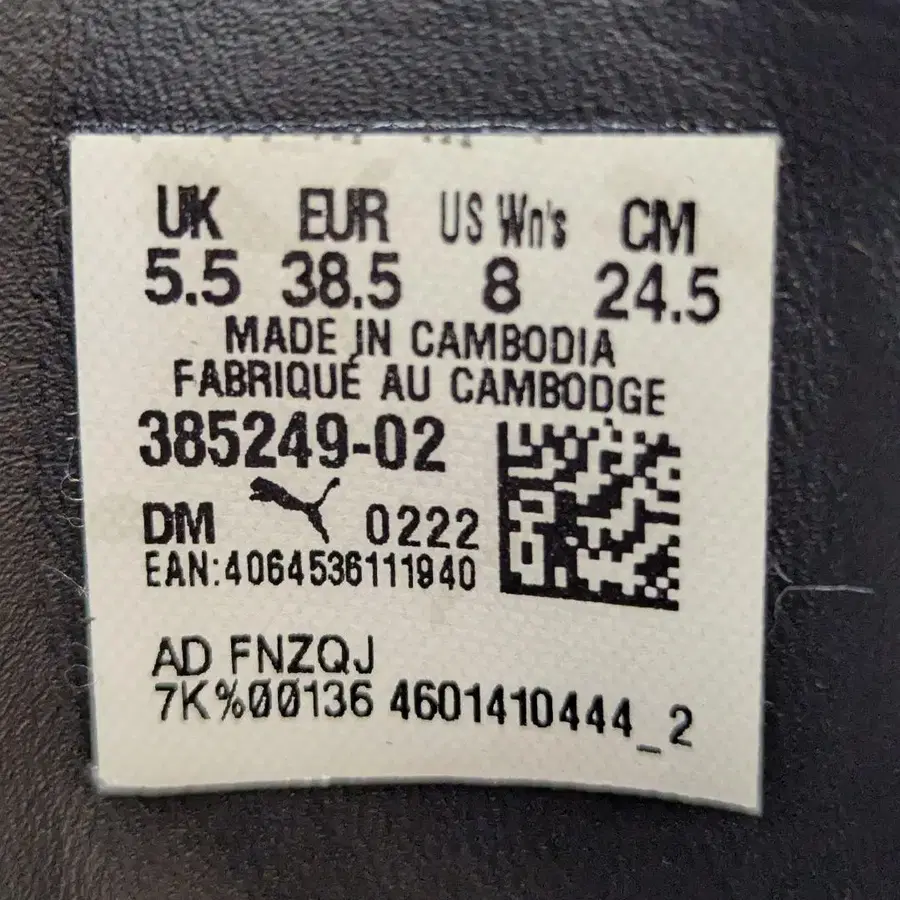 UK EUR US Wn's CM
5.5 38.5 8 24.5
MADE IN CAMBODIA
FABRIQUÉ AU CAMBODGE
385249-02
DM 0222
EAN:4064536111940
AD FNZQJ
7K%00136 4601410444_2